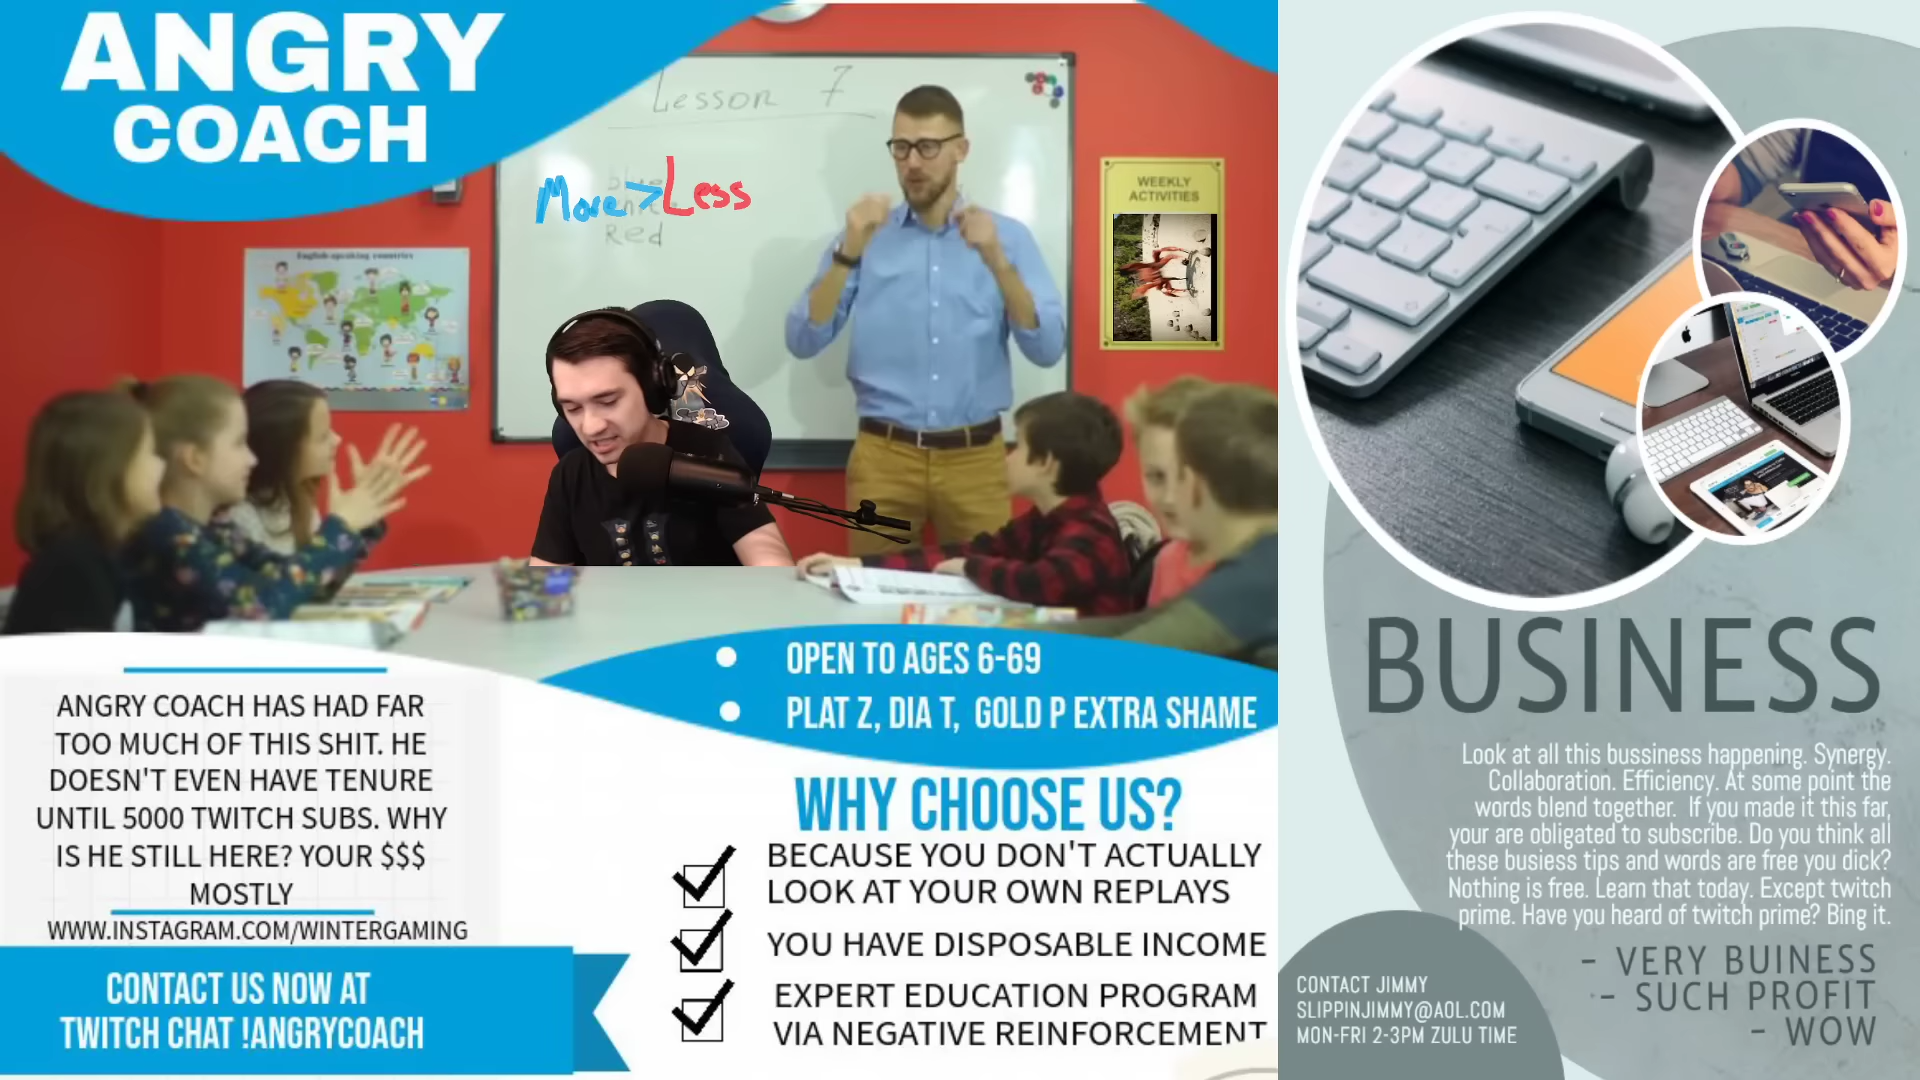 ANGRY
COACH
Lesson 7
More>Less
Red
English speaking countries
WEEKLY
ACTIVITIES
OPEN TO AGES 6-69
PLAT Z, DIA T, GOLD P EXTRA SHAME
ANGRY COACH HAS HAD FAR
TOO MUCH OF THIS SHIT. HE
DOESN'T EVEN HAVE TENURE
UNTIL 5000 TWITCH SUBS. WHY
IS HE STILL HERE? YOUR $$$
MOSTLY
WWW.INSTAGRAM.COM/WINTERGAMING
CONTACT US NOW AT
TWITCH CHAT !ANGRYCOACH
WHY CHOOSE US?
BECAUSE YOU DON'T ACTUALLY
LOOK AT YOUR OWN REPLAYS
YOU HAVE DISPOSABLE INCOME
EXPERT EDUCATION PROGRAM
VIA NEGATIVE REINFORCEMENT
BUSINESS
Look at all this bussiness happening. Synergy.
Collaboration. Efficiency. At some point the
words blend together. If you made it this far,
your are obligated to subscribe. Do you think all
these busiess tips and words are free you dick?
Nothing is free. Learn that today. Except twitch
prime. Have you heard of twitch prime? Bing it.
- VERY BUINESS
- SUCH PROFIT
- WOW
CONTACT JIMMY
SLIPPINJIMMY@AOL.COM
MON-FRI 2-3PM ZULU TIME